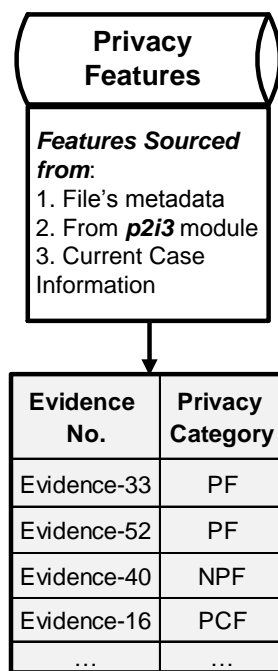 Privacy
Features
Features Sourced
from:
1. File's metadata
2. From p2i3 module
3. Current Case
Information
Evidence No. Privacy Category
Evidence-33 PF
Evidence-52 PF
Evidence-40 NPF
Evidence-16 PCF
... ...